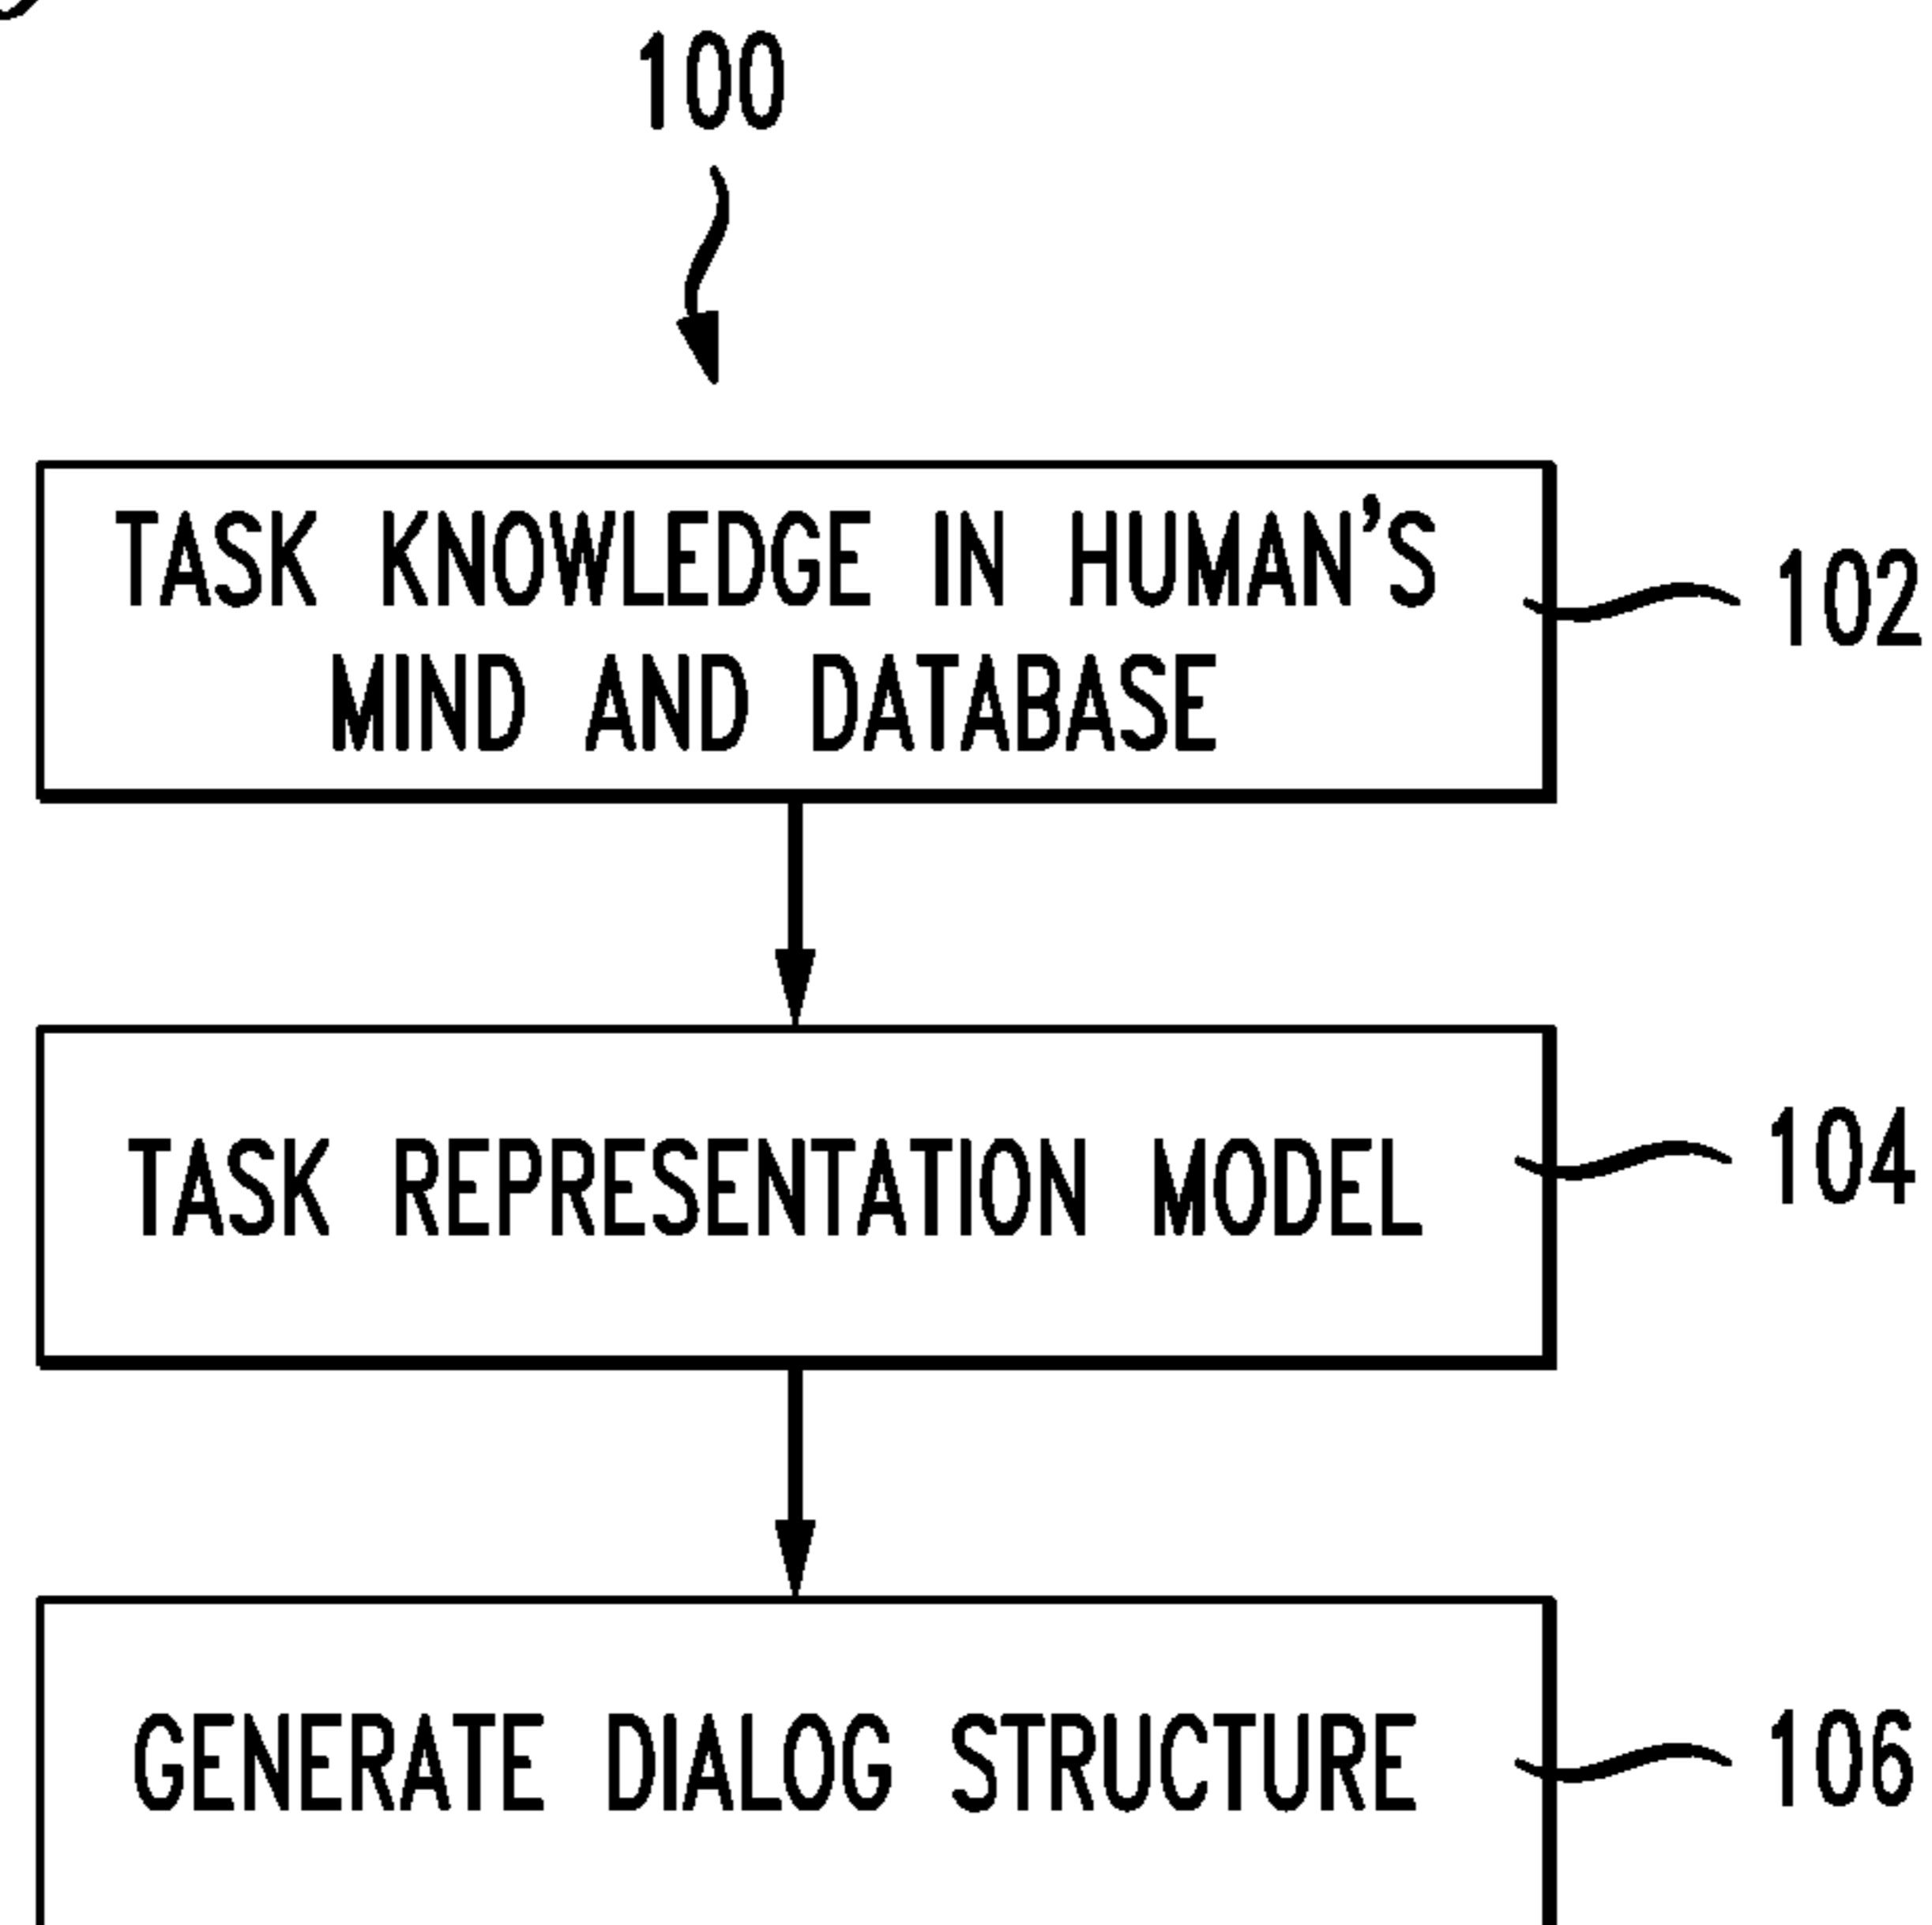 100
TASK KNOWLEDGE IN HUMAN'S
MIND AND DATABASE
102
TASK REPRESENTATION MODEL
104
GENERATE DIALOG STRUCTURE
106